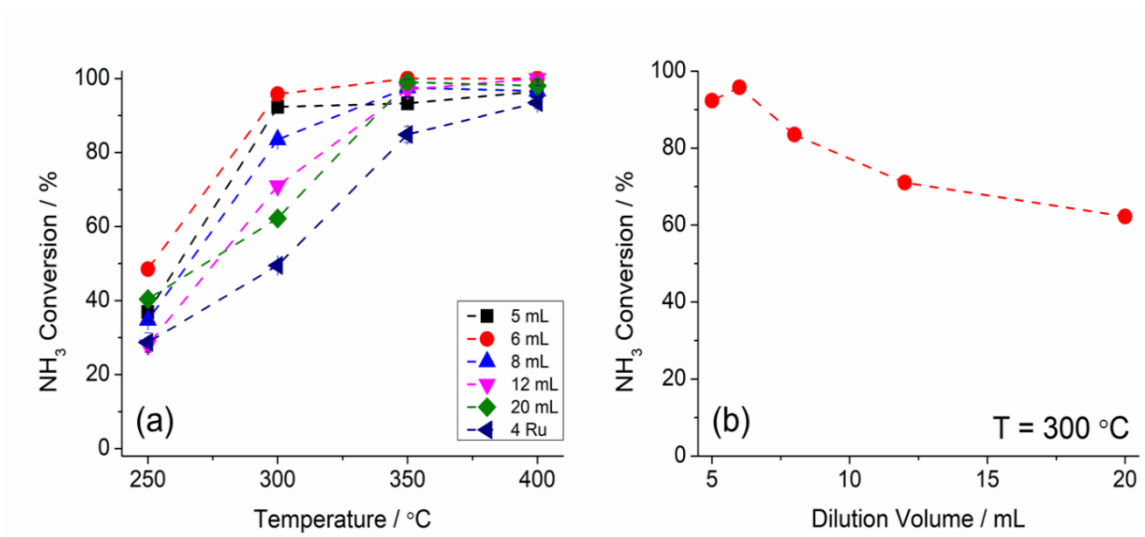 NH₃ Conversion / %
100
80
60
40
20
0
250
300
350
400
Temperature / °C
(a)
5 mL
6 mL
8 mL
12 mL
20 mL
4 Ru
NH₃ Conversion / %
100
80
60
40
20
0
5
10
15
20
Dilution Volume / mL
(b)
T = 300 °C